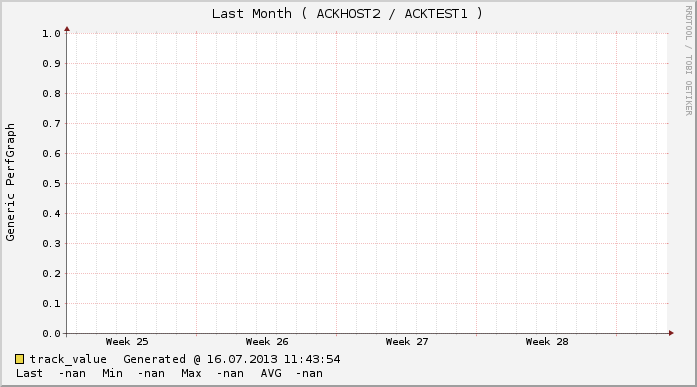 Last Month ( ACKHOST2 / ACKTEST1 )
RRDTOOL / TOBI OETIKER
Generic PerfGraph
1.0
0.9
0.8
0.7
0.6
0.5
0.4
0.3
0.2
0.1
0.0
Week 25 Week 26 Week 27 Week 28
track_value Generated @ 16.07.2013 11:43:54
Last -nan Min -nan Max -nan AVG -nan